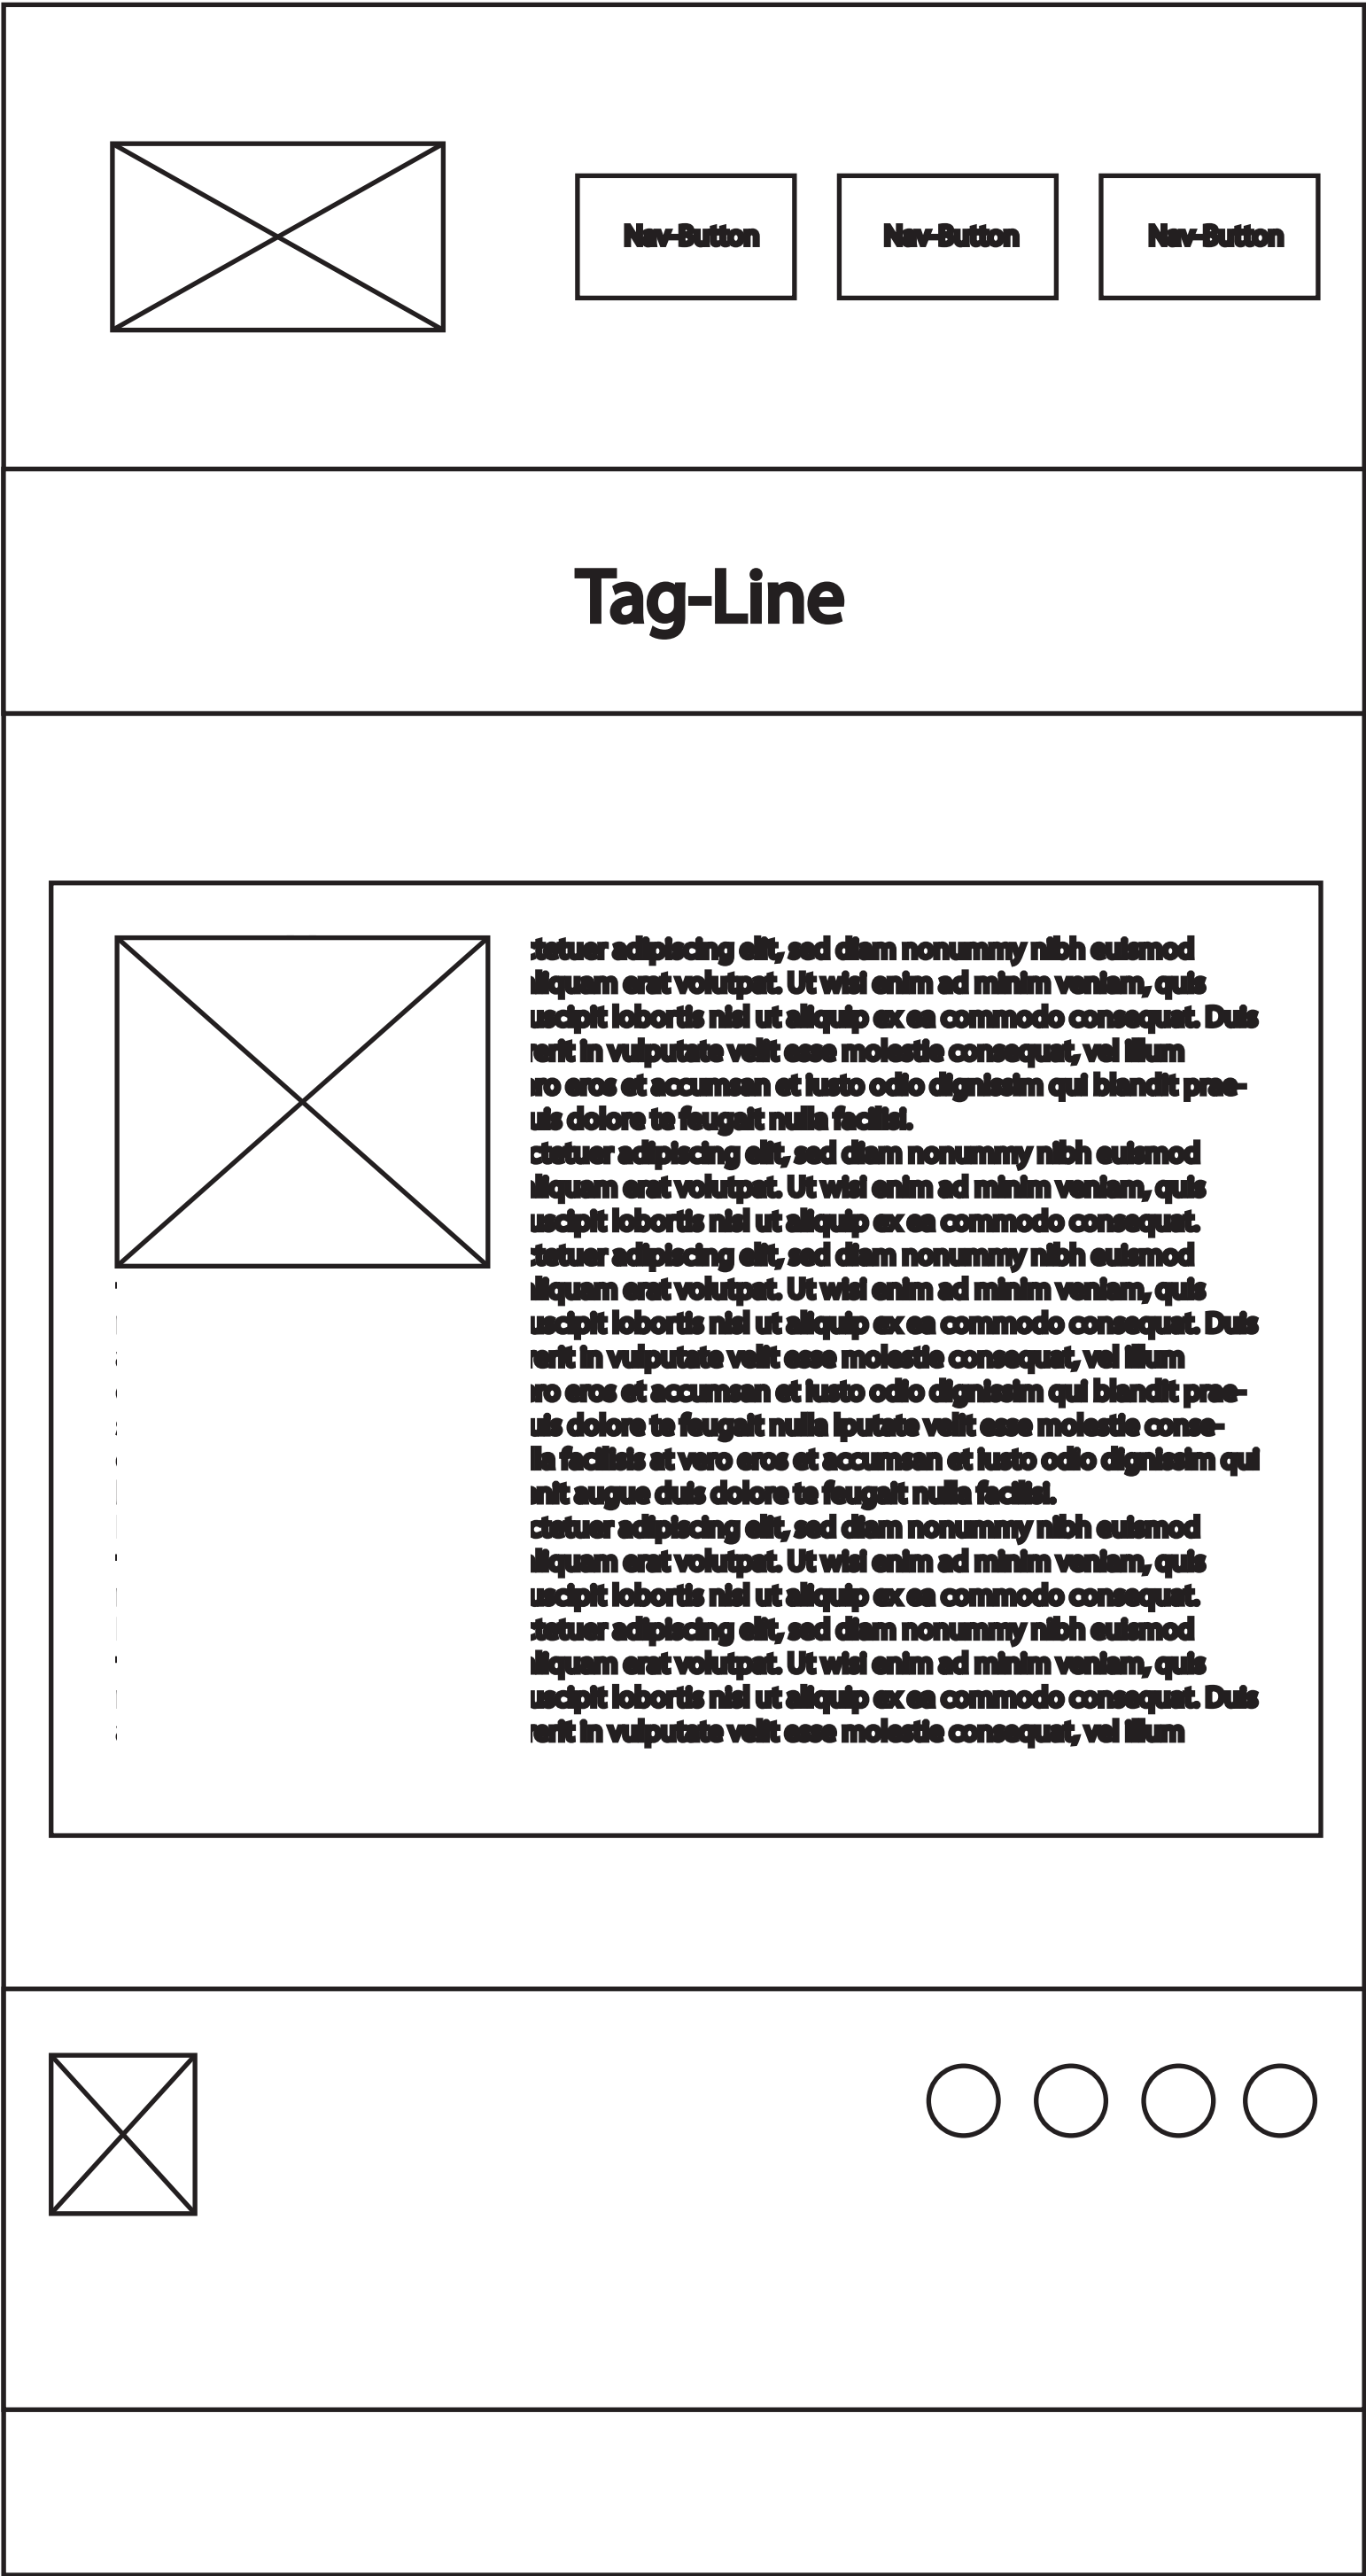 Nav-Button
Nav-Button
Nav-Button
Tag-Line
ctetuer adipiscing elit, sed diam nonummy nibh euismod
aliquam erat volutpat. Ut wisi enim ad minim veniam, quis
uscipit lobortis nisl ut aliquip ex ea commodo consequat. Duis
rerit in vulputate velit esse molestie consequat, vel illum
ro eros et accumsan et iusto odio dignissim qui blandit prae-
uis dolore te feugait nulla facilisi.
ctetuer adipiscing elit, sed diam nonummy nibh euismod
liquam erat volutpat. Ut wisi enim ad minim veniam, quis
uscipit lobortis nisl ut aliquip ex ea commodo consequat.
ctetuer adipiscing elit, sed diam nonummy nibh euismod
liquam erat volutpat. Ut wisi enim ad minim veniam, quis
uscipit lobortis nisl ut aliquip ex ea commodo consequat. Duis
rerit in vulputate velit esse molestie consequat, vel illum
ro eros et accumsan et iusto odio dignissim qui blandit prae-
uis dolore te feugait nulla lputate velit esse molestie conse-
lla facilisis at vero eros et accumsan et iusto odio dignissim qui
nit augue duis dolore te feugait nulla facilisi.
ctetuer adipiscing elit, sed diam nonummy nibh euismod
liquam erat volutpat. Ut wisi enim ad minim veniam, quis
uscipit lobortis nisl ut aliquip ex ea commodo consequat.
ctetuer adipiscing elit, sed diam nonummy nibh euismod
liquam erat volutpat. Ut wisi enim ad minim veniam, quis
uscipit lobortis nisl ut aliquip ex ea commodo consequat. Duis
rerit in vulputate velit esse molestie consequat, vel illum